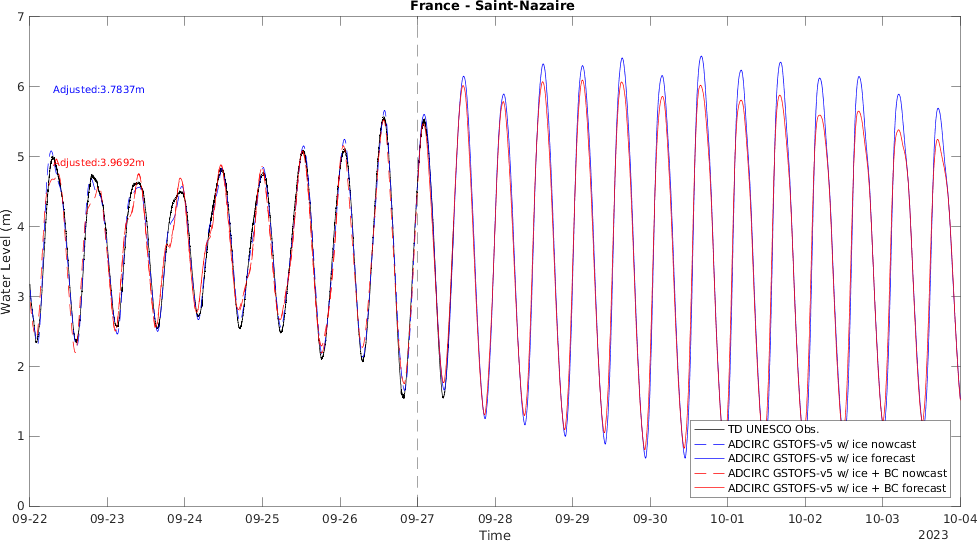 France - Saint-Nazaire
7
6
5
4
3
2
1
0
Water Level (m)
Adjusted:3.7837m
Adjusted:3.9692m
TD UNESCO Obs.
ADCIRC GSTOFS-v5 w/ ice nowcast
ADCIRC GSTOFS-v5 w/ ice forecast
ADCIRC GSTOFS-v5 w/ ice + BC nowcast
ADCIRC GSTOFS-v5 w/ ice + BC forecast
09-22 09-23 09-24 09-25 09-26 09-27 09-28 09-29 09-30 10-01 10-02 10-03 10-04
Time
2023